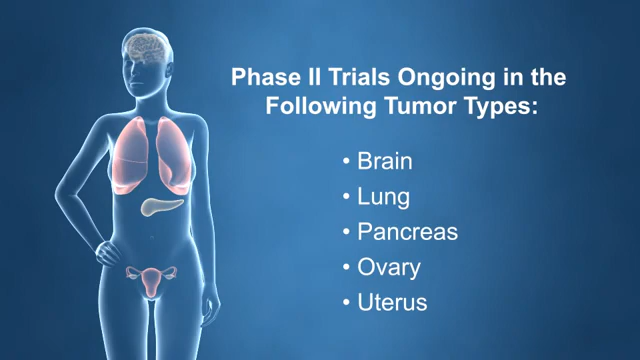 Phase II Trials Ongoing in the
Following Tumor Types:
• Brain
• Lung
• Pancreas
• Ovary
• Uterus